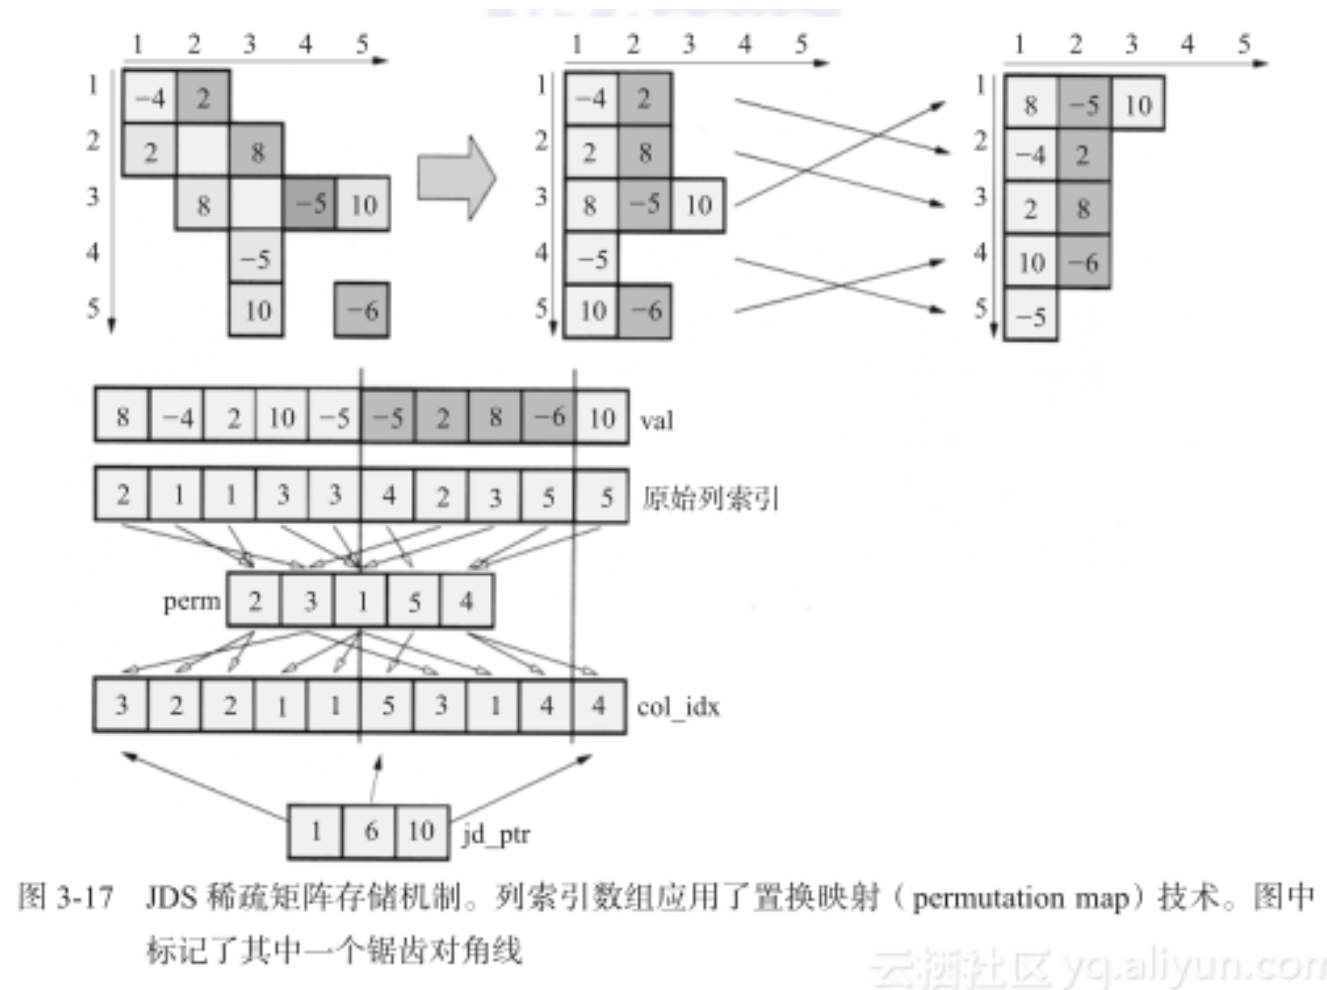 1 2 3 4 5 1 2 3 4 5 1 2 3 4 5
1 −4 2 1 −4 2 1 8 −5 10
2 2 8 2 2 8 2 −4 2
3 8 −5 10 3 8 −5 10 3 2 8
4 −5 4 −5 4 10 −6
5 10 −6 5 10 −6 5 −5
8 −4 2 10 −5 −5 2 8 −6 10 val
2 1 1 3 3 4 2 3 5 5 原始列索引
perm 2 3 1 5 4
3 2 2 1 1 5 3 1 4 4 col_idx
1 6 10 jd_ptr
图 3-17 JDS 稀疏矩阵存储机制。列索引数组应用了置换映射（permutation map）技术。图中
标记了其中一个锯齿对角线
云栖社区 yq.aliyun.com